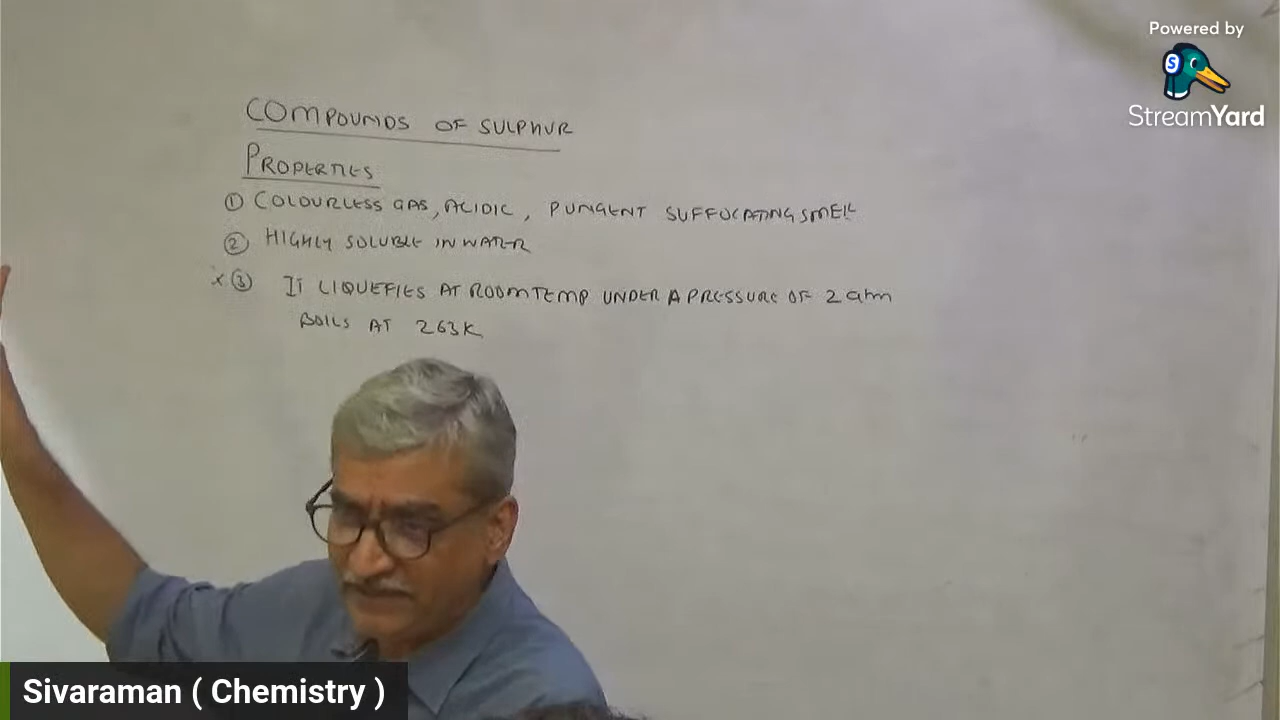 Powered by
StreamYard
COMPOUNDS OF SULPHUR
PROPERTIES
① COLOURLESS GAS, ACIDIC, PUNGENT SUFFOCATING SMELL
② HIGHLY SOLUBLE IN WATER
x ③ IT LIQUEFIES AT ROOM TEMP UNDER A PRESSURE OF 2 atm
BOILS AT 263K
Sivaraman ( Chemistry )